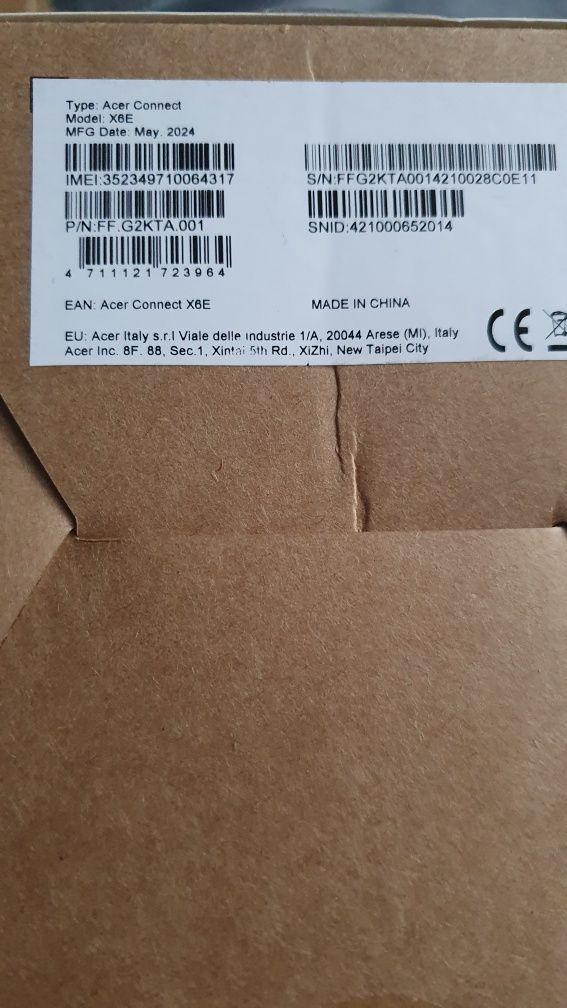 Type: Acer Connect
Model: X6E
MFG Date: May. 2024
IMEI:352349710064317
S/N:FFG2KTA0014210028C0E11
P/N:FF.G2KTA.001
SNID:421000652014
4 711121 723964
EAN: Acer Connect X6E
MADE IN CHINA
EU: Acer Italy s.r.l Viale delle industrie 1/A, 20044 Arese (MI), Italy
Acer Inc. 8F. 88, Sec.1, Xintai 5th Rd., XiZhi, New Taipei City
CE